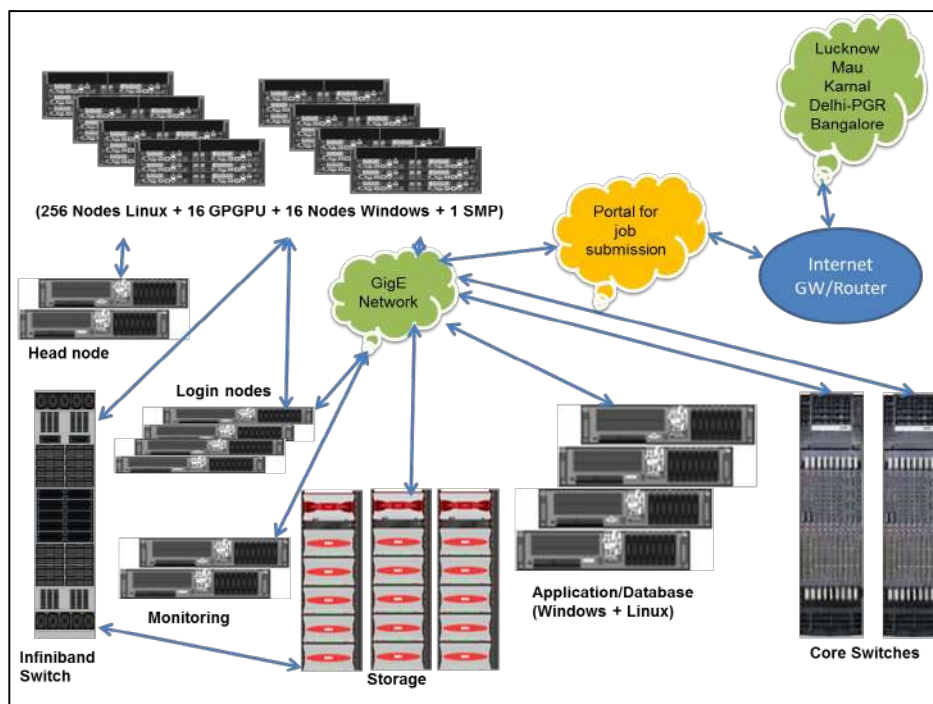 Lucknow
Mau
Karnal
Delhi-PGR
Bangalore
(256 Nodes Linux + 16 GPGPU + 16 Nodes Windows + 1 SMP)
Portal for
job
submission
Internet
GW/Router
GigE
Network
Head node
Login nodes
Monitoring
Infiniband
Switch
Storage
Application/Database
(Windows + Linux)
Core Switches